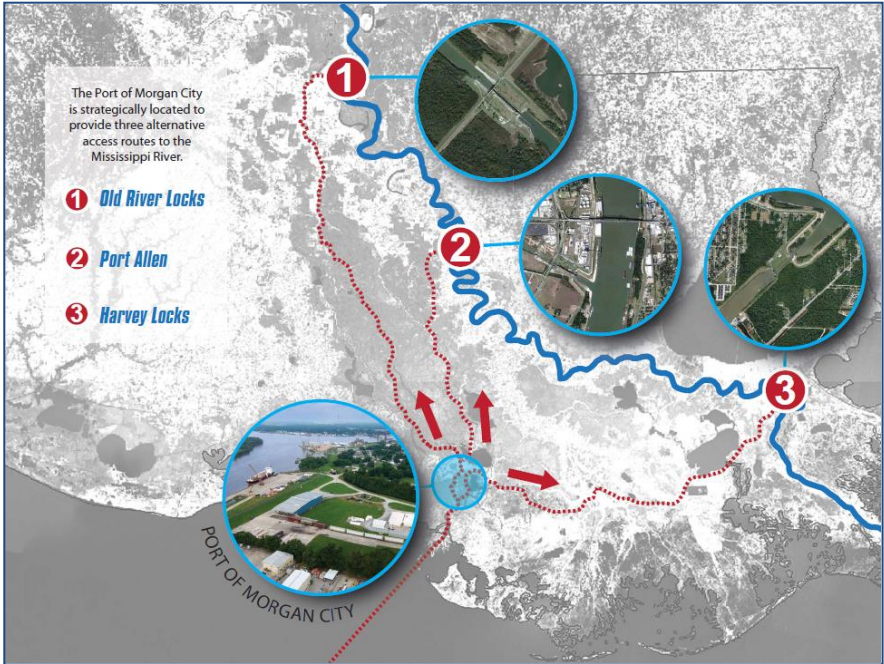 The Port of Morgan City
is strategically located to
provide three alternative
access routes to the
Mississippi River.
1 Old River Locks
2 Port Allen
3 Harvey Locks
1
2
3
PORT OF MORGAN CITY